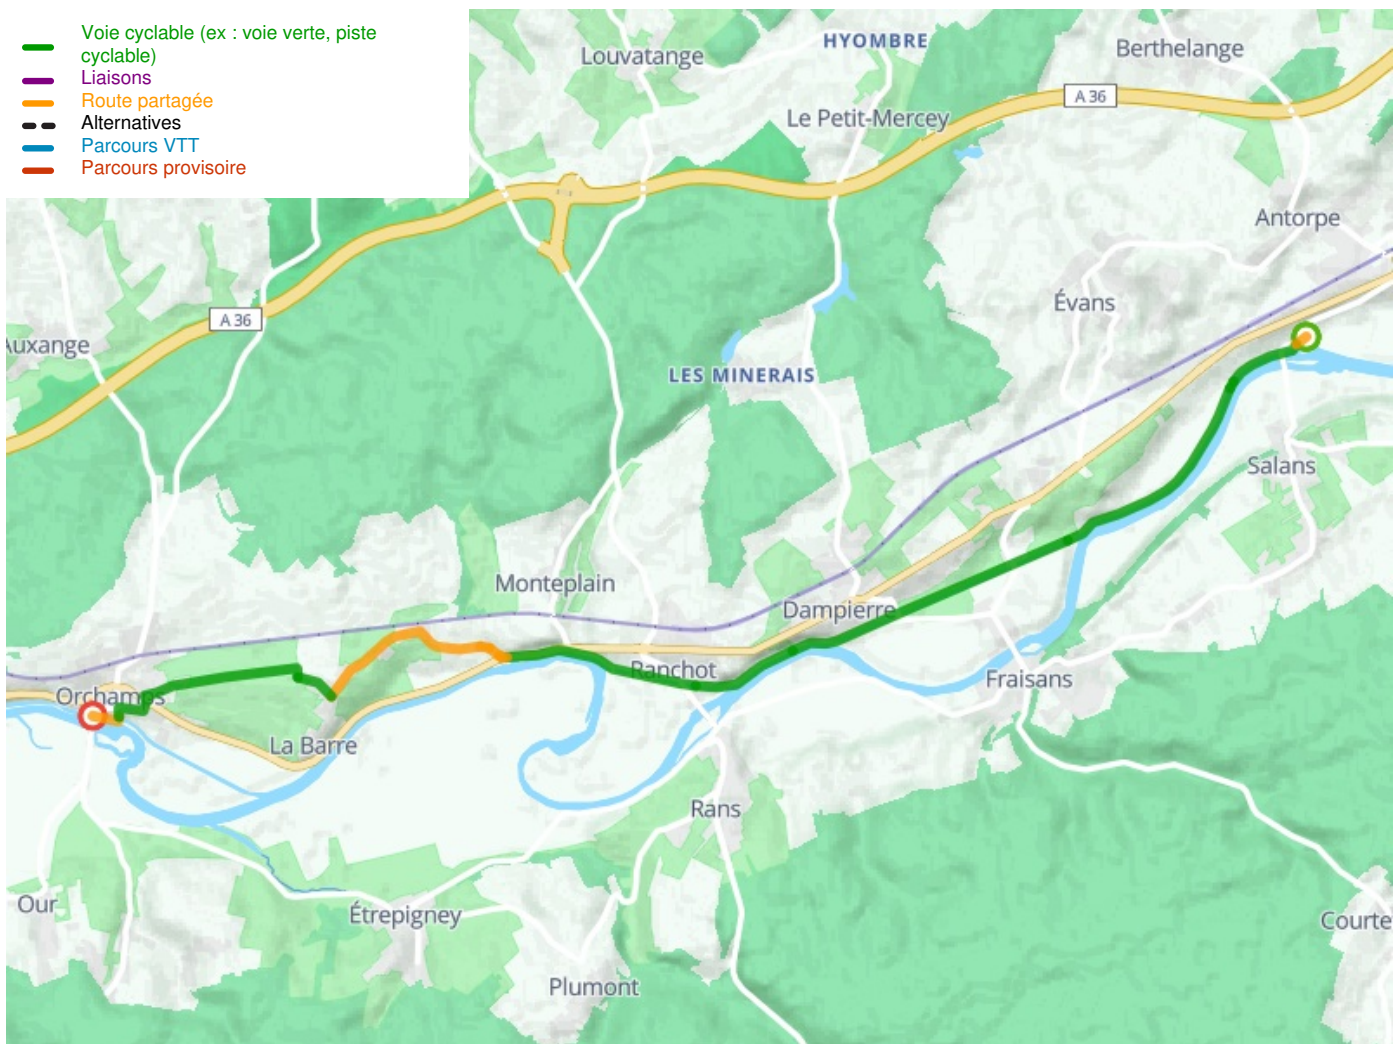 Voie cyclable (ex : voie verte, piste
cyclable)
Liaisons
Route partagée
Alternatives
Parcours VTT
Parcours provisoire
Louvatange
HYOMBRE
Berthelange
A 36
Le Petit-Mercey
Antorpe
Évans
A 36
Auxange
LES MINERAIS
Salans
Monteplain
Dampierre
Ranchot
Fraisans
Orchamps
La Barre
Rans
Our
Étrepigney
Courte
Plumont